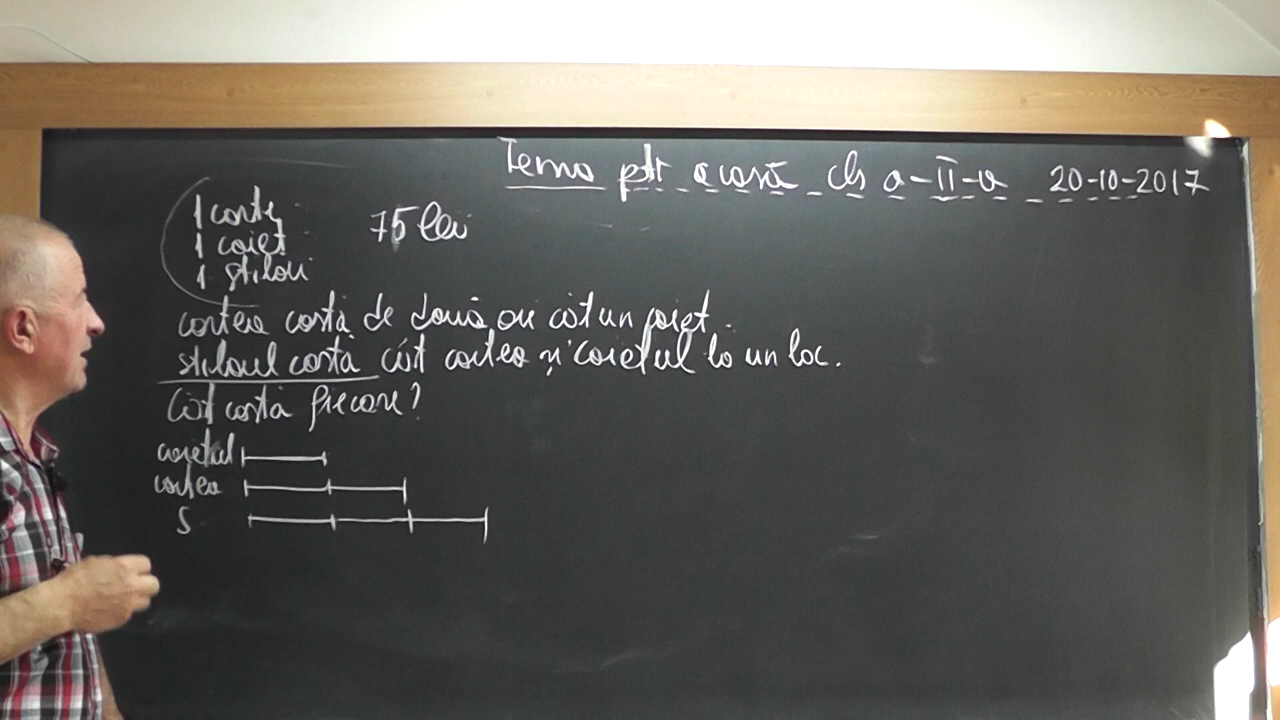 Tema ptr acasă cls a-II-a 20-10-2017
1 carte
1 caiet 75 lei
1 stilou
cartea costă de două ori cât un caiet.
stiloul costă cât cartea și caietul la un loc.
Cât costă fiecare?
caietul
cartea
S